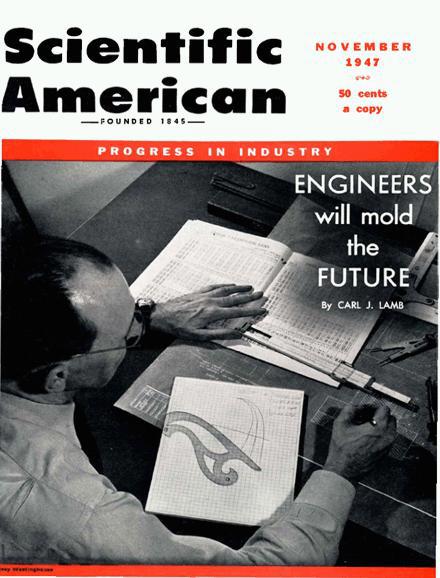 Scientific
American
FOUNDED 1845
NOVEMBER
1947
50 cents
a copy
PROGRESS IN INDUSTRY
ENGINEERS
will mold
the
FUTURE
By CARL J. LAMB
Westinghouse